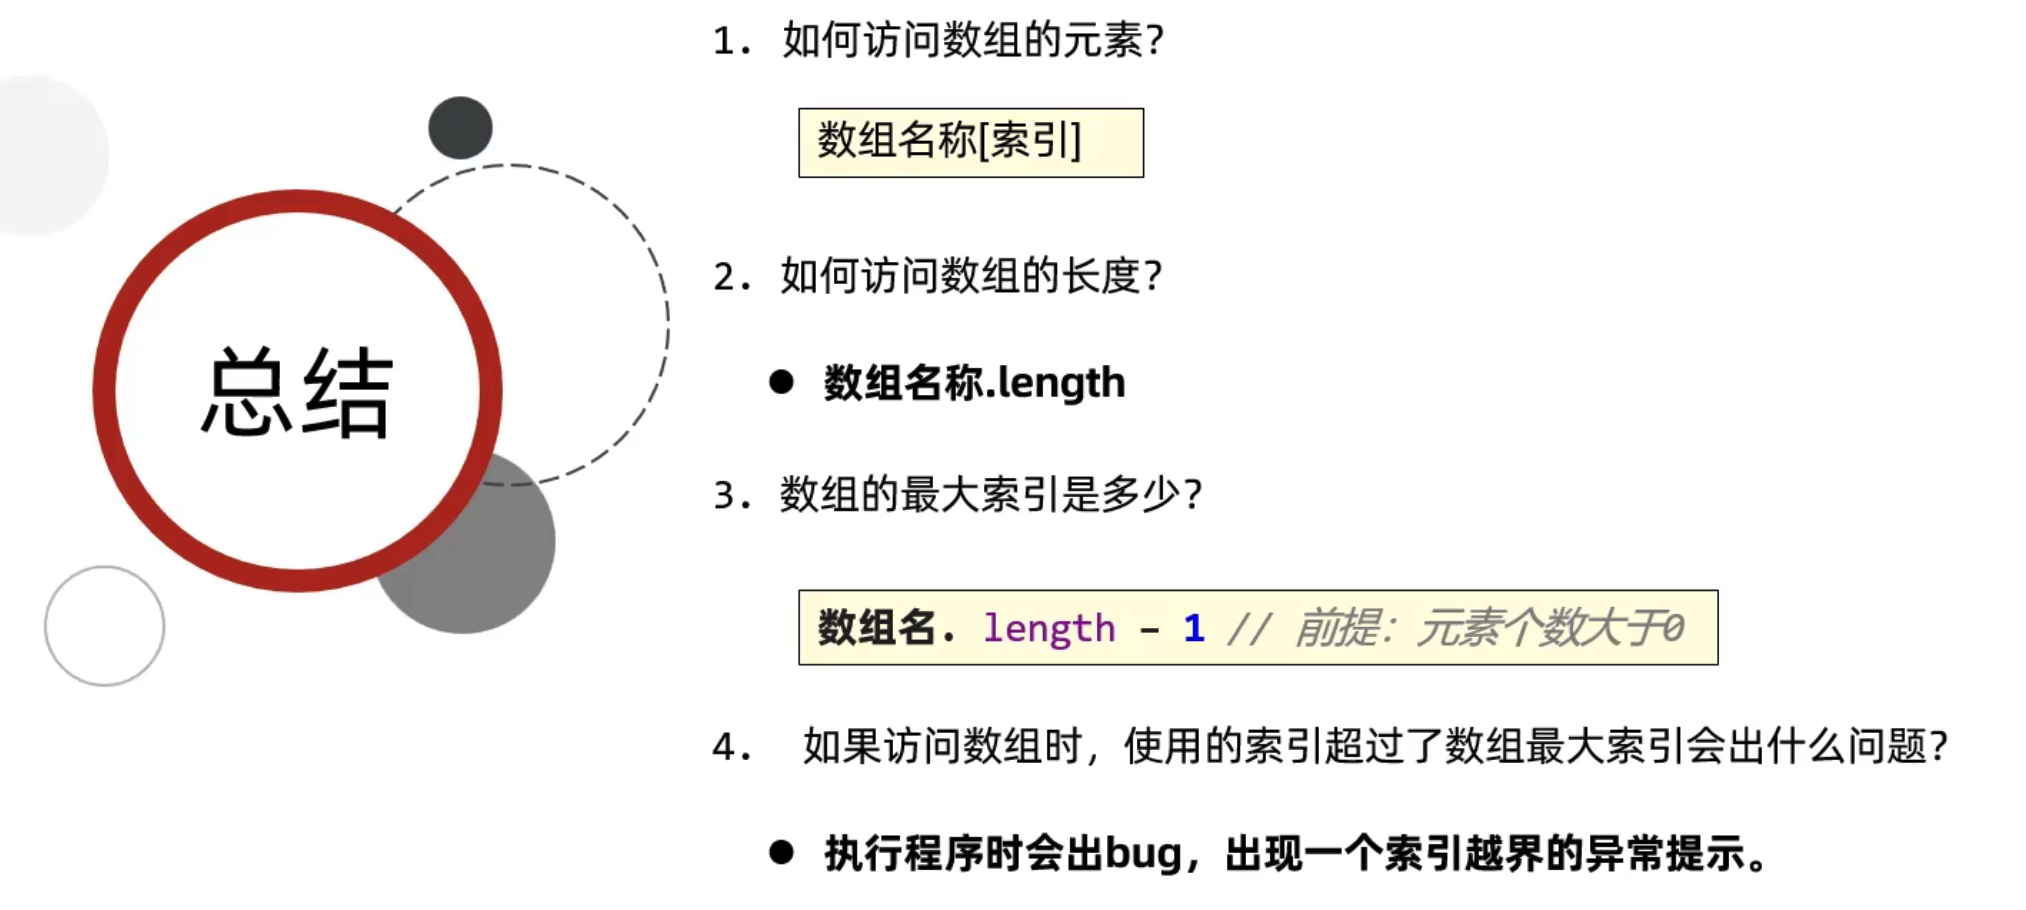 总结
1. 如何访问数组的元素?
数组名称[索引]
2. 如何访问数组的长度?
● 数组名称.length
3. 数组的最大索引是多少?
数组名. length - 1 // 前提：元素个数大于0
4. 如果访问数组时，使用的索引超过了数组最大索引会出什么问题?
● 执行程序时会出bug，出现一个索引越界的异常提示。